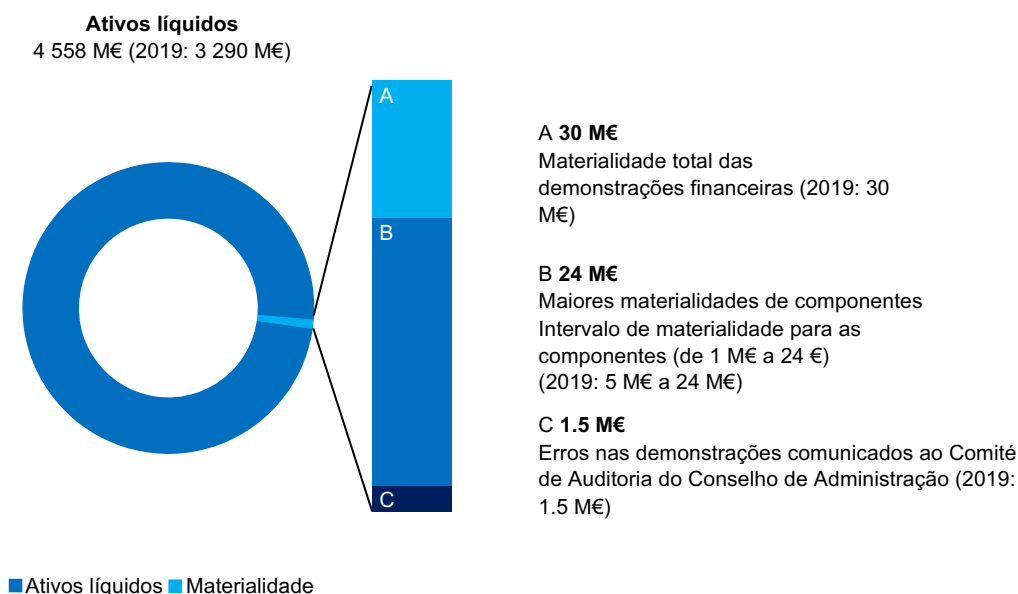 Ativos líquidos
4 558 M€ (2019: 3 290 M€)
A
B
C
A 30 M€
Materialidade total das
demonstrações financeiras (2019: 30
M€)
B 24 M€
Maiores materialidades de componentes
Intervalo de materialidade para as
componentes (de 1 M€ a 24 €)
(2019: 5 M€ a 24 M€)
C 1.5 M€
Erros nas demonstrações comunicados ao Comité
de Auditoria do Conselho de Administração (2019:
1.5 M€)
Ativos líquidos Materialidade